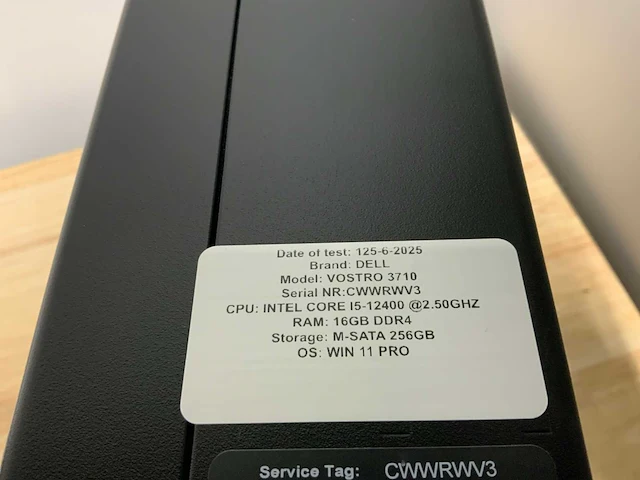 Date of test: 125-6-2025
Brand: DELL
Model: VOSTRO 3710
Serial NR:CWWRWV3
CPU: INTEL CORE I5-12400 @2.50GHZ
RAM: 16GB DDR4
Storage: M-SATA 256GB
OS: WIN 11 PRO
Service Tag: CWWRWV3